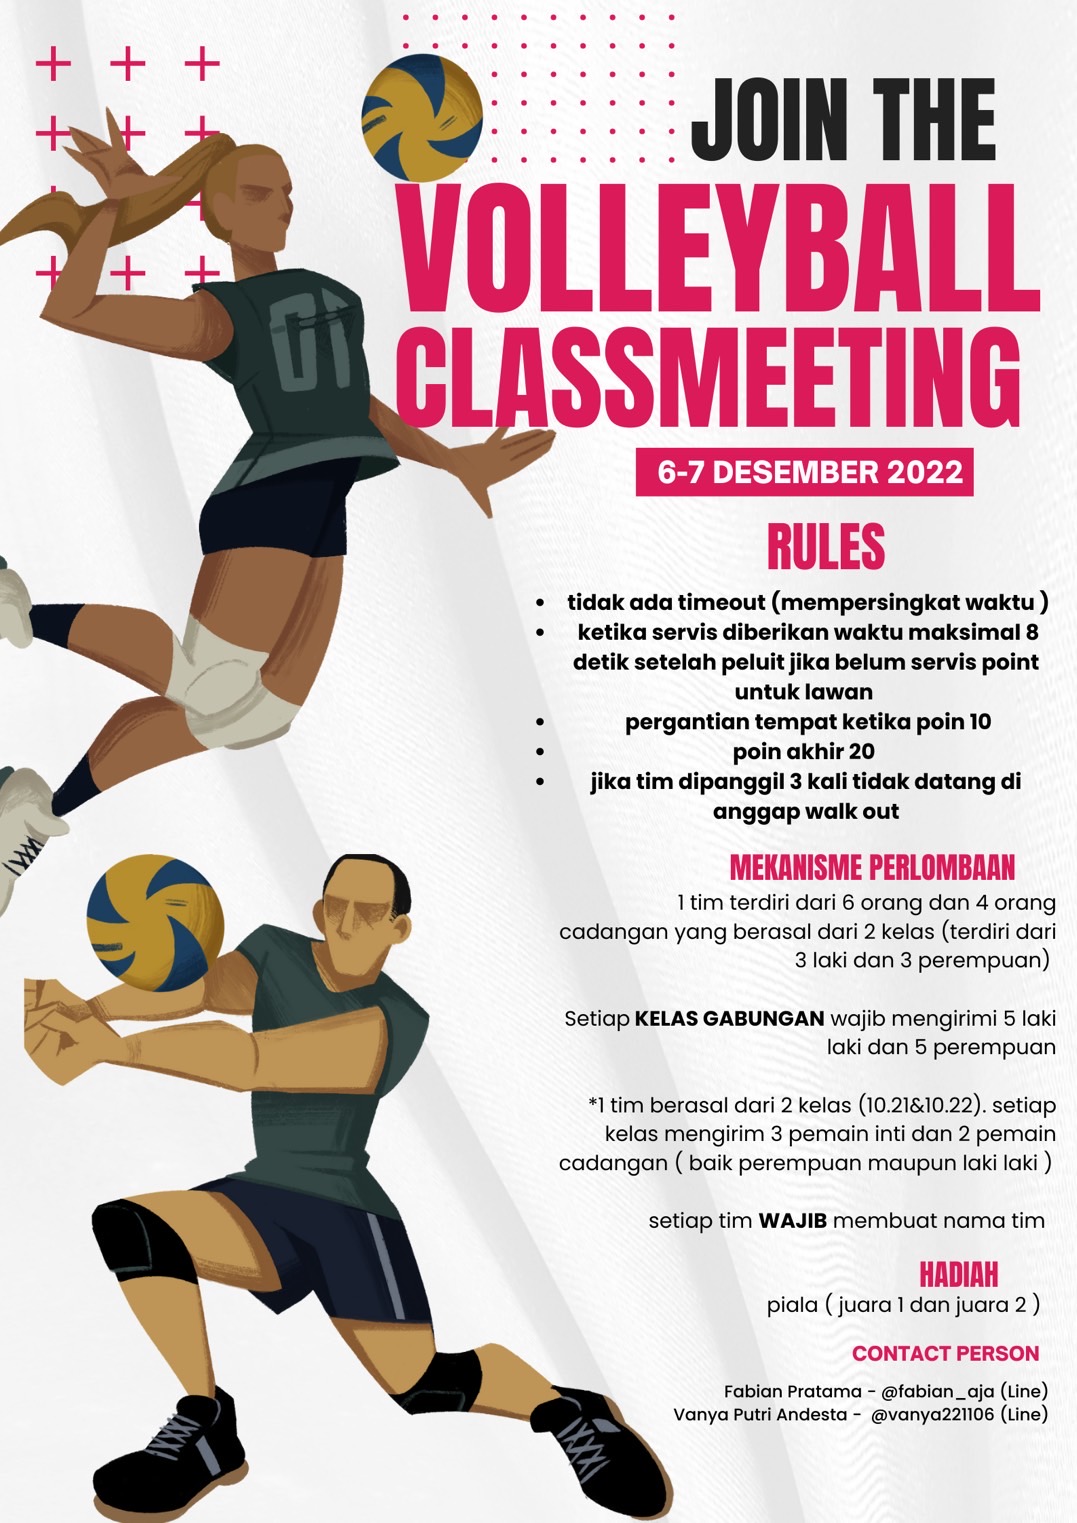 JOIN THE
VOLLEYBALL
CLASSMEETING
6-7 DESEMBER 2022
RULES
• tidak ada timeout (mempersingkat waktu )
• ketika servis diberikan waktu maksimal 8
detik setelah peluit jika belum servis point
untuk lawan
• pergantian tempat ketika poin 10
• poin akhir 20
• jika tim dipanggil 3 kali tidak datang di
anggap walk out
MEKANISME PERLOMBAAN
1 tim terdiri dari 6 orang dan 4 orang
cadangan yang berasal dari 2 kelas (terdiri dari
3 laki dan 3 perempuan)
Setiap KELAS GABUNGAN wajib mengirimi 5 laki
laki dan 5 perempuan
*1 tim berasal dari 2 kelas (10.21&10.22). setiap
kelas mengirim 3 pemain inti dan 2 pemain
cadangan ( baik perempuan maupun laki laki )
setiap tim WAJIB membuat nama tim
HADIAH
piala ( juara 1 dan juara 2 )
CONTACT PERSON
Fabian Pratama - @fabian_aja (Line)
Vanya Putri Andesta - @vanya221106 (Line)
01